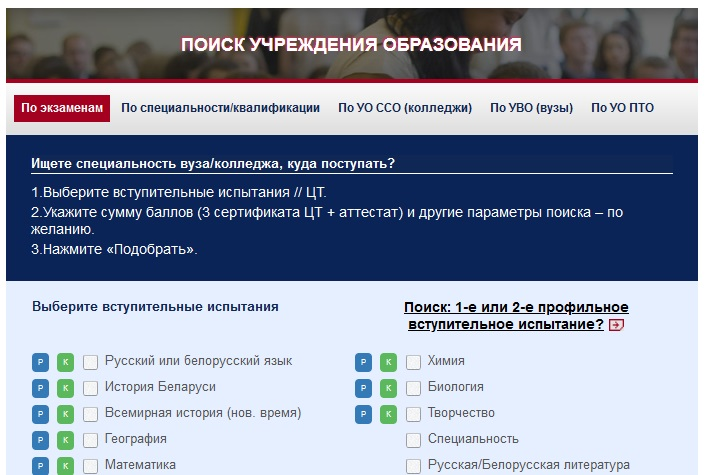 ПОИСК УЧРЕЖДЕНИЯ ОБРАЗОВАНИЯ
По экзаменам По специальности/квалификации По УО ССО (колледжи) По УВО (вузы) По УО ПТО
Ищете специальность вуза/колледжа, куда поступать?
1.Выберите вступительные испытания // ЦТ.
2.Укажите сумму баллов (3 сертификата ЦТ + аттестат) и другие параметры поиска – по
желанию.
3.Нажмите «Подобрать».
Выберите вступительные испытания
Поиск: 1-е или 2-е профильное
вступительное испытание?
Р К Русский или белорусский язык
Р К История Беларуси
Р К Всемирная история (нов. время)
Р К География
Р К Математика
Р К Химия
Р К Биология
Р К Творчество
Специальность
Русская/Белорусская литература